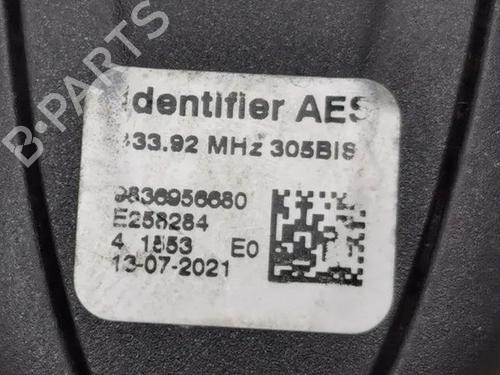 Identifier AES
433.92 MHz 305BIS
9836956680
E258284
4 1553 E0
13-07-2021
B-PARTS